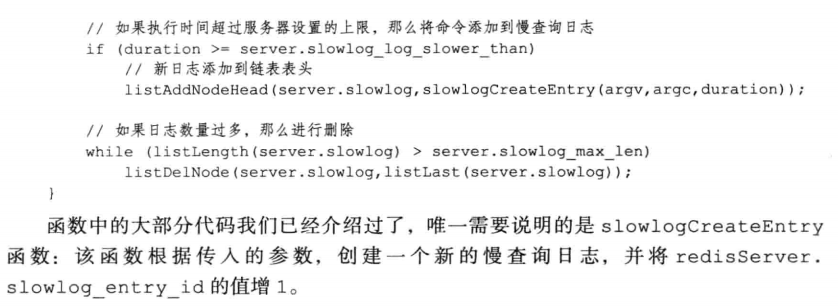 // 如果执行时间超过服务器设置的上限，那么将命令添加到慢查询日志
if (duration >= server.slowlog_log_slower_than)
// 新日志添加到链表表头
listAddNodeHead(server.slowlog,slowlogCreateEntry(argv,argc,duration));
// 如果日志数量过多，那么进行删除
while (listLength(server.slowlog) > server.slowlog_max_len)
listDelNode(server.slowlog,listLast(server.slowlog));
}
函数中的大部分代码我们已经介绍过了，唯一需要说明的是 slowlogCreateEntry
函数：该函数根据传入的参数，创建一个新的慢查询日志，并将 redisServer.
slowlog_entry_id 的值增 1。